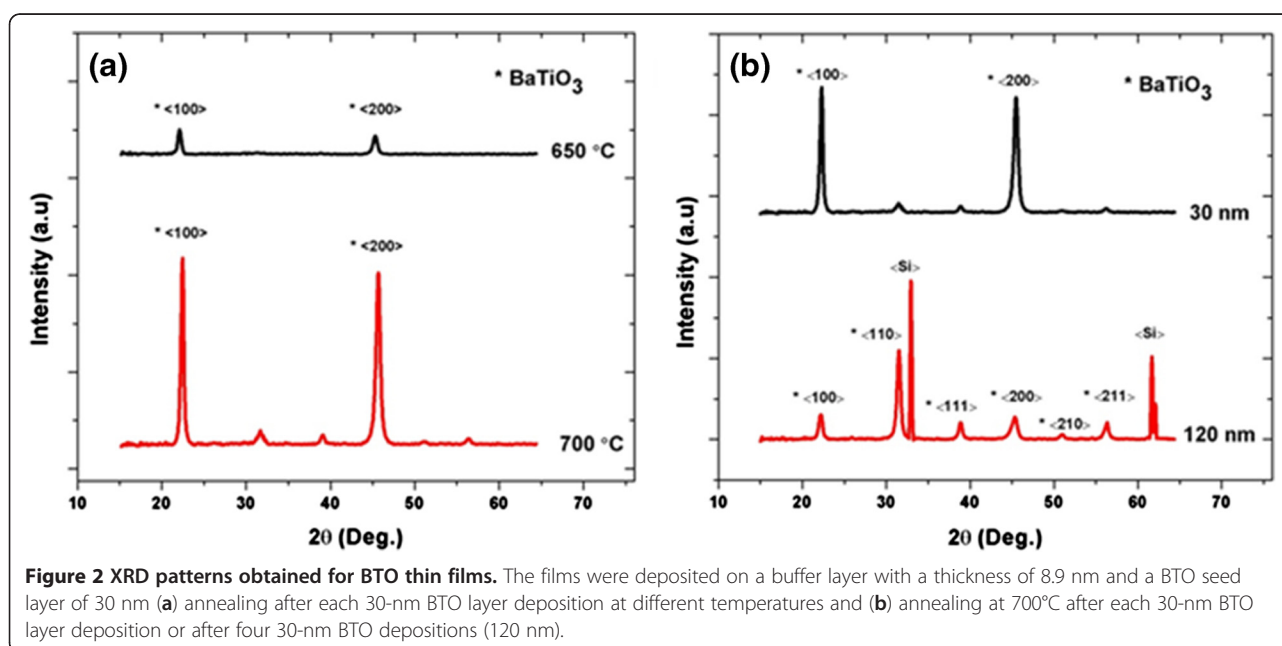 (a)
* BaTiO3
* <100>
* <200>
650 °C
* <100>
* <200>
700 °C
Intensity (a.u)
10 20 30 40 50 60 70
2θ (Deg.)
(b)
* <100>
* <200>
* BaTiO3
30 nm
<Si>
* <110>
<Si>
* <100>
* <111>
* <200>
* <211>
* <210>
120 nm
Intensity (a.u)
10 20 30 40 50 60 70
2θ (Deg.)
Figure 2 XRD patterns obtained for BTO thin films. The films were deposited on a buffer layer with a thickness of 8.9 nm and a BTO seed
layer of 30 nm (a) annealing after each 30-nm BTO layer deposition at different temperatures and (b) annealing at 700°C after each 30-nm BTO
layer deposition or after four 30-nm BTO depositions (120 nm).